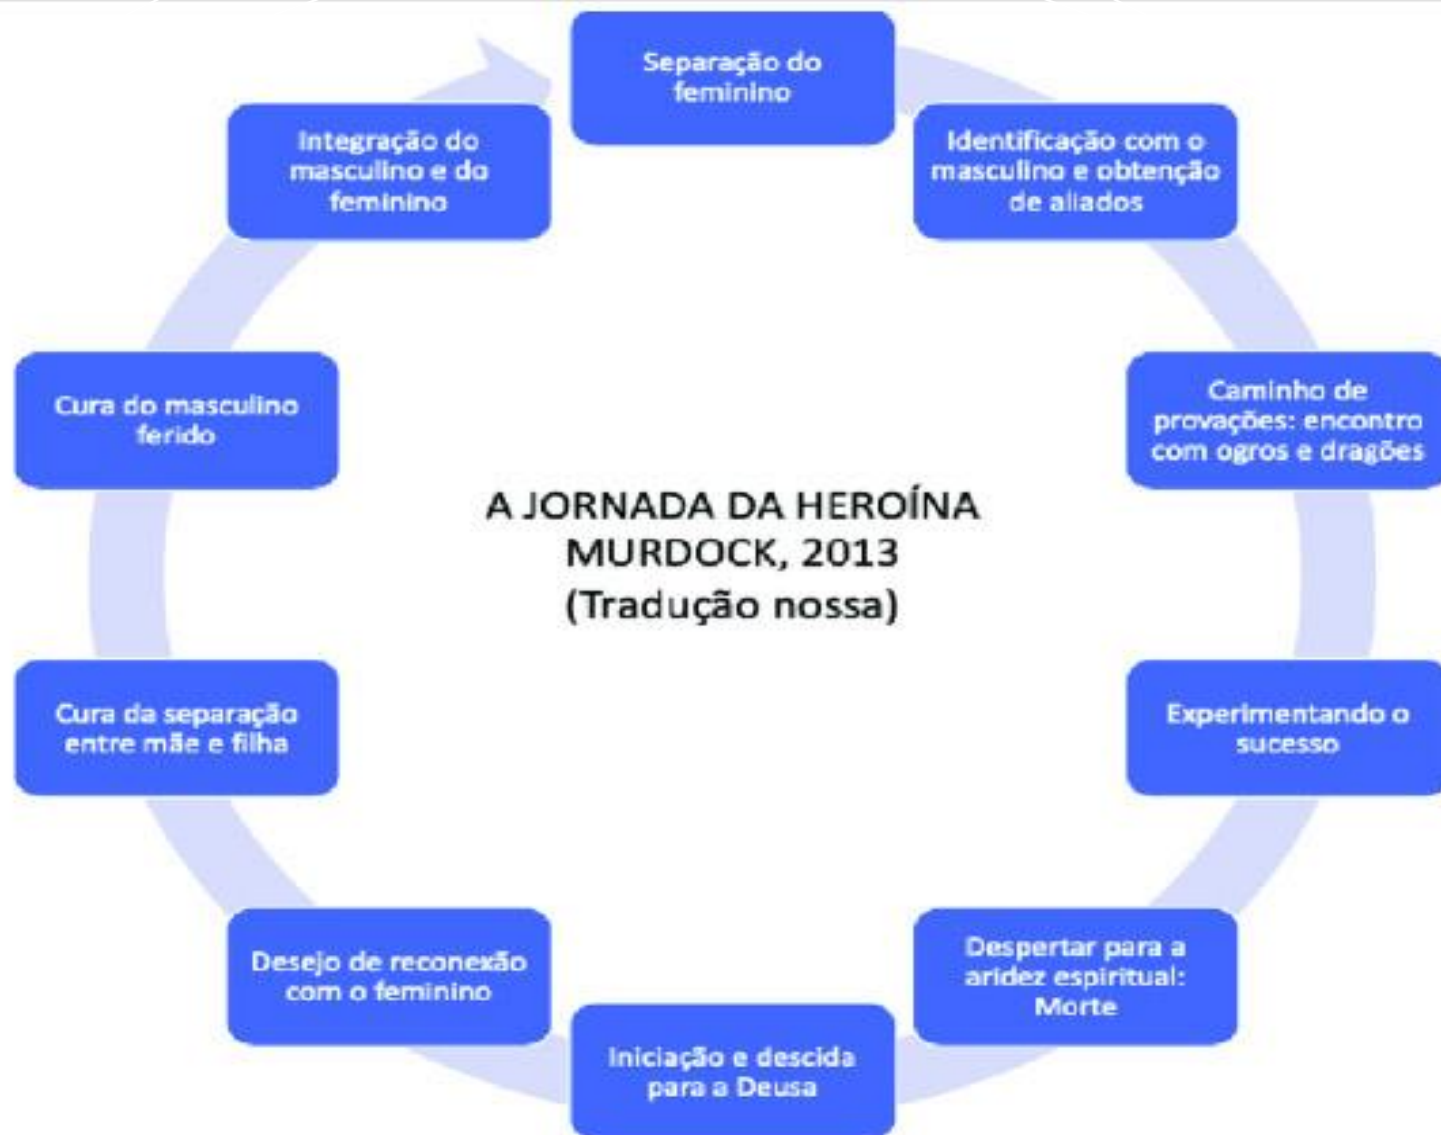 Separação do
feminino
Identificação com o
masculino e obtenção
de aliados
Caminho de
provações: encontro
com ogros e dragões
Experimentando o
sucesso
Despertar para a
aridez espiritual:
Morte
Iniciação e descida
para a Deusa
Desejo de reconexão
com o feminino
Cura da separação
entre mãe e filha
Cura do masculino
ferido
Integração do
masculino e do
feminino
A JORNADA DA HEROÍNA
MURDOCK, 2013
(Tradução nossa)